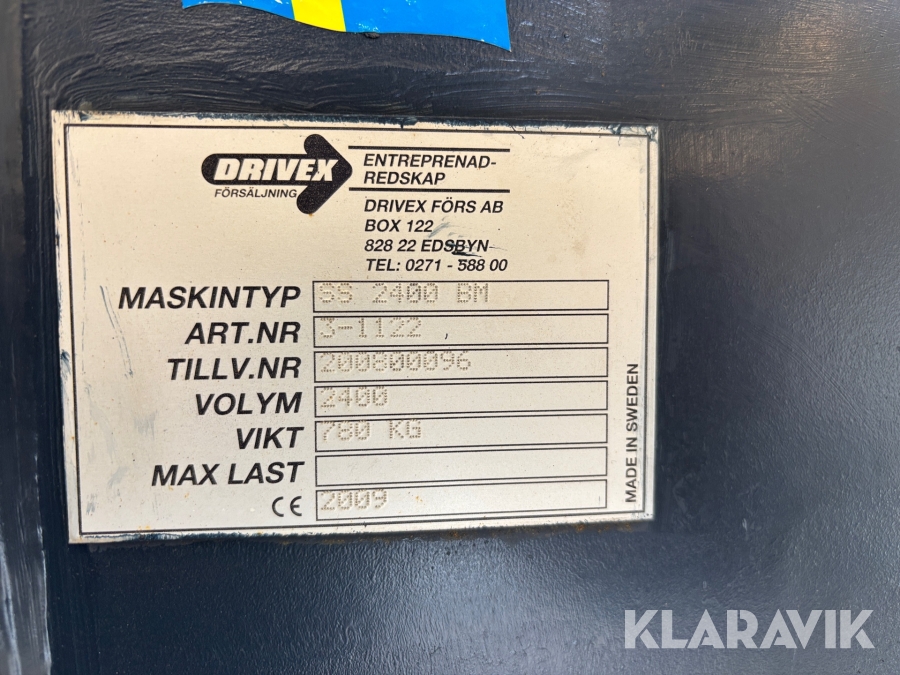 DRIVEX
FÖRSÄLJNING
ENTREPRENAD-
REDSKAP
DRIVEX FÖRS AB
BOX 122
828 22 EDSBYN
TEL: 0271 - 588 00
MASKINTYP SS 2400 BM
ART.NR 3-1122
TILLV.NR 200800096
VOLYM 2400
VIKT 780 KG
MAX LAST
CE 2009
MADE IN SWEDEN
KLARAVIK